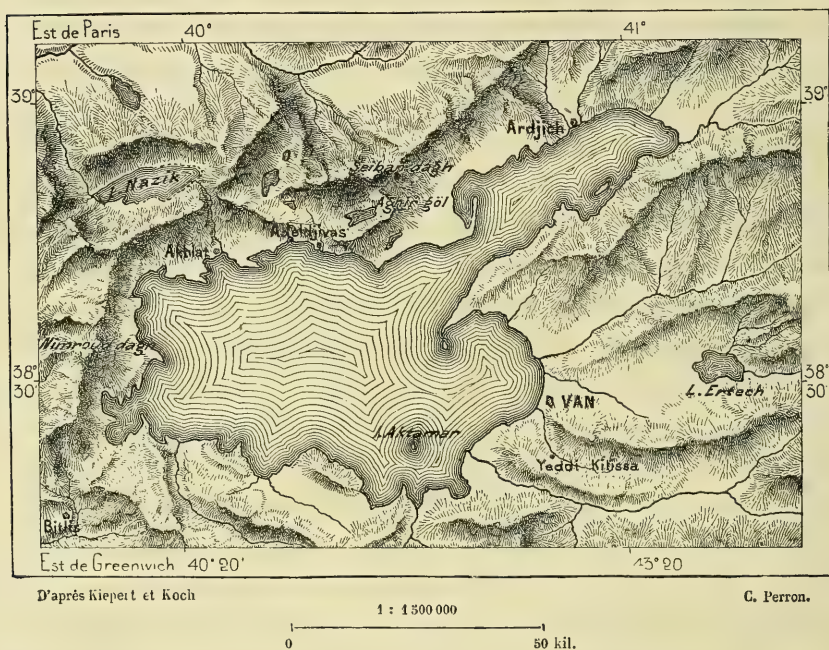 Est de Paris
40°
41°
39°
39°
Ardjich
Seiban dagh
L. Nazik
Aghir göl
Adeldjivas
Akhlat
Nimroud dagh
38°
30'
38°
30'
L. Ertech
VAN
I. Aktamar
Yeddi Kilissa
Bitlis
Est de Greenwich
40° 20'
43° 20
D'après Kiepert et Koch
C. Perron.
1 : 1 500 000
0
50 kil.